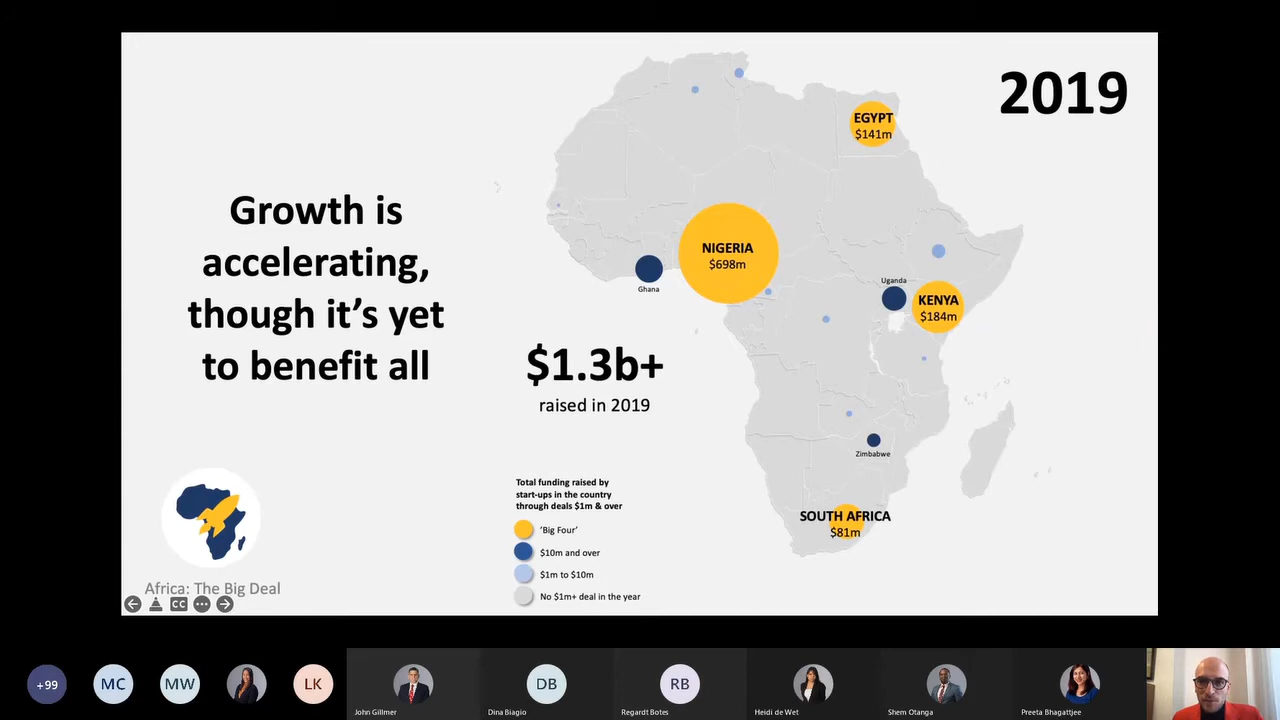 2019
Growth is
accelerating,
though it's yet
to benefit all
EGYPT
$141m
NIGERIA
$698m
Ghana
Uganda
KENYA
$184m
$1.3b+
raised in 2019
Zimbabwe
SOUTH AFRICA
$81m
Total funding raised by
start-ups in the country
through deals $1m & over
'Big Four'
$10m and over
$1m to $10m
No $1m+ deal in the year
Africa: The Big Deal
CC
+99
MC
MW
LK
John Gillmer
DB
Dina Biagio
RB
Regardt Botes
Heidi de Wet
Shem Otanga
Preeta Bhagattjee